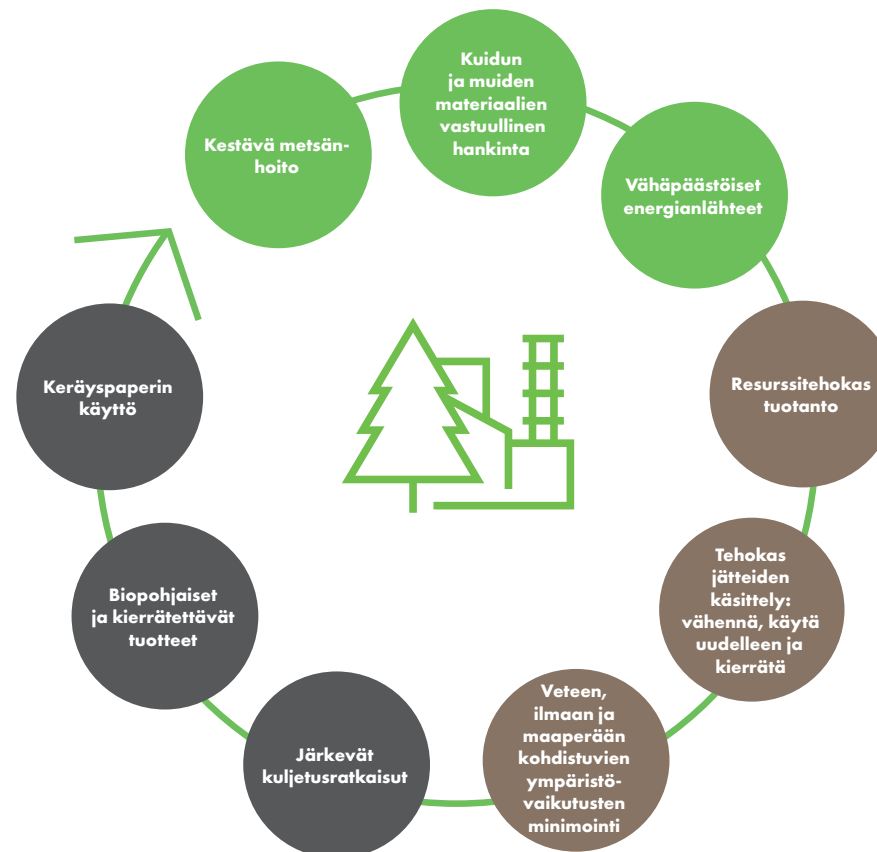 Kestävä metsän-
hoito
Kuidun
ja muiden
materiaalien
vastuullinen
hankinta
Vähäpäästöiset
energianlähteet
Resurssitehokas
tuotanto
Tehokas
jätteiden
käsittely:
vähennä, käytä
uudelleen ja
kierrätä
Veteen,
ilmaan ja
maaperään
kohdistuvien
ympäristö-
vaikutusten
minimointi
Järkevät
kuljetusratkaisut
Biopohjaiset
ja kierrätettävät
tuotteet
Keräyspaperin
käyttö